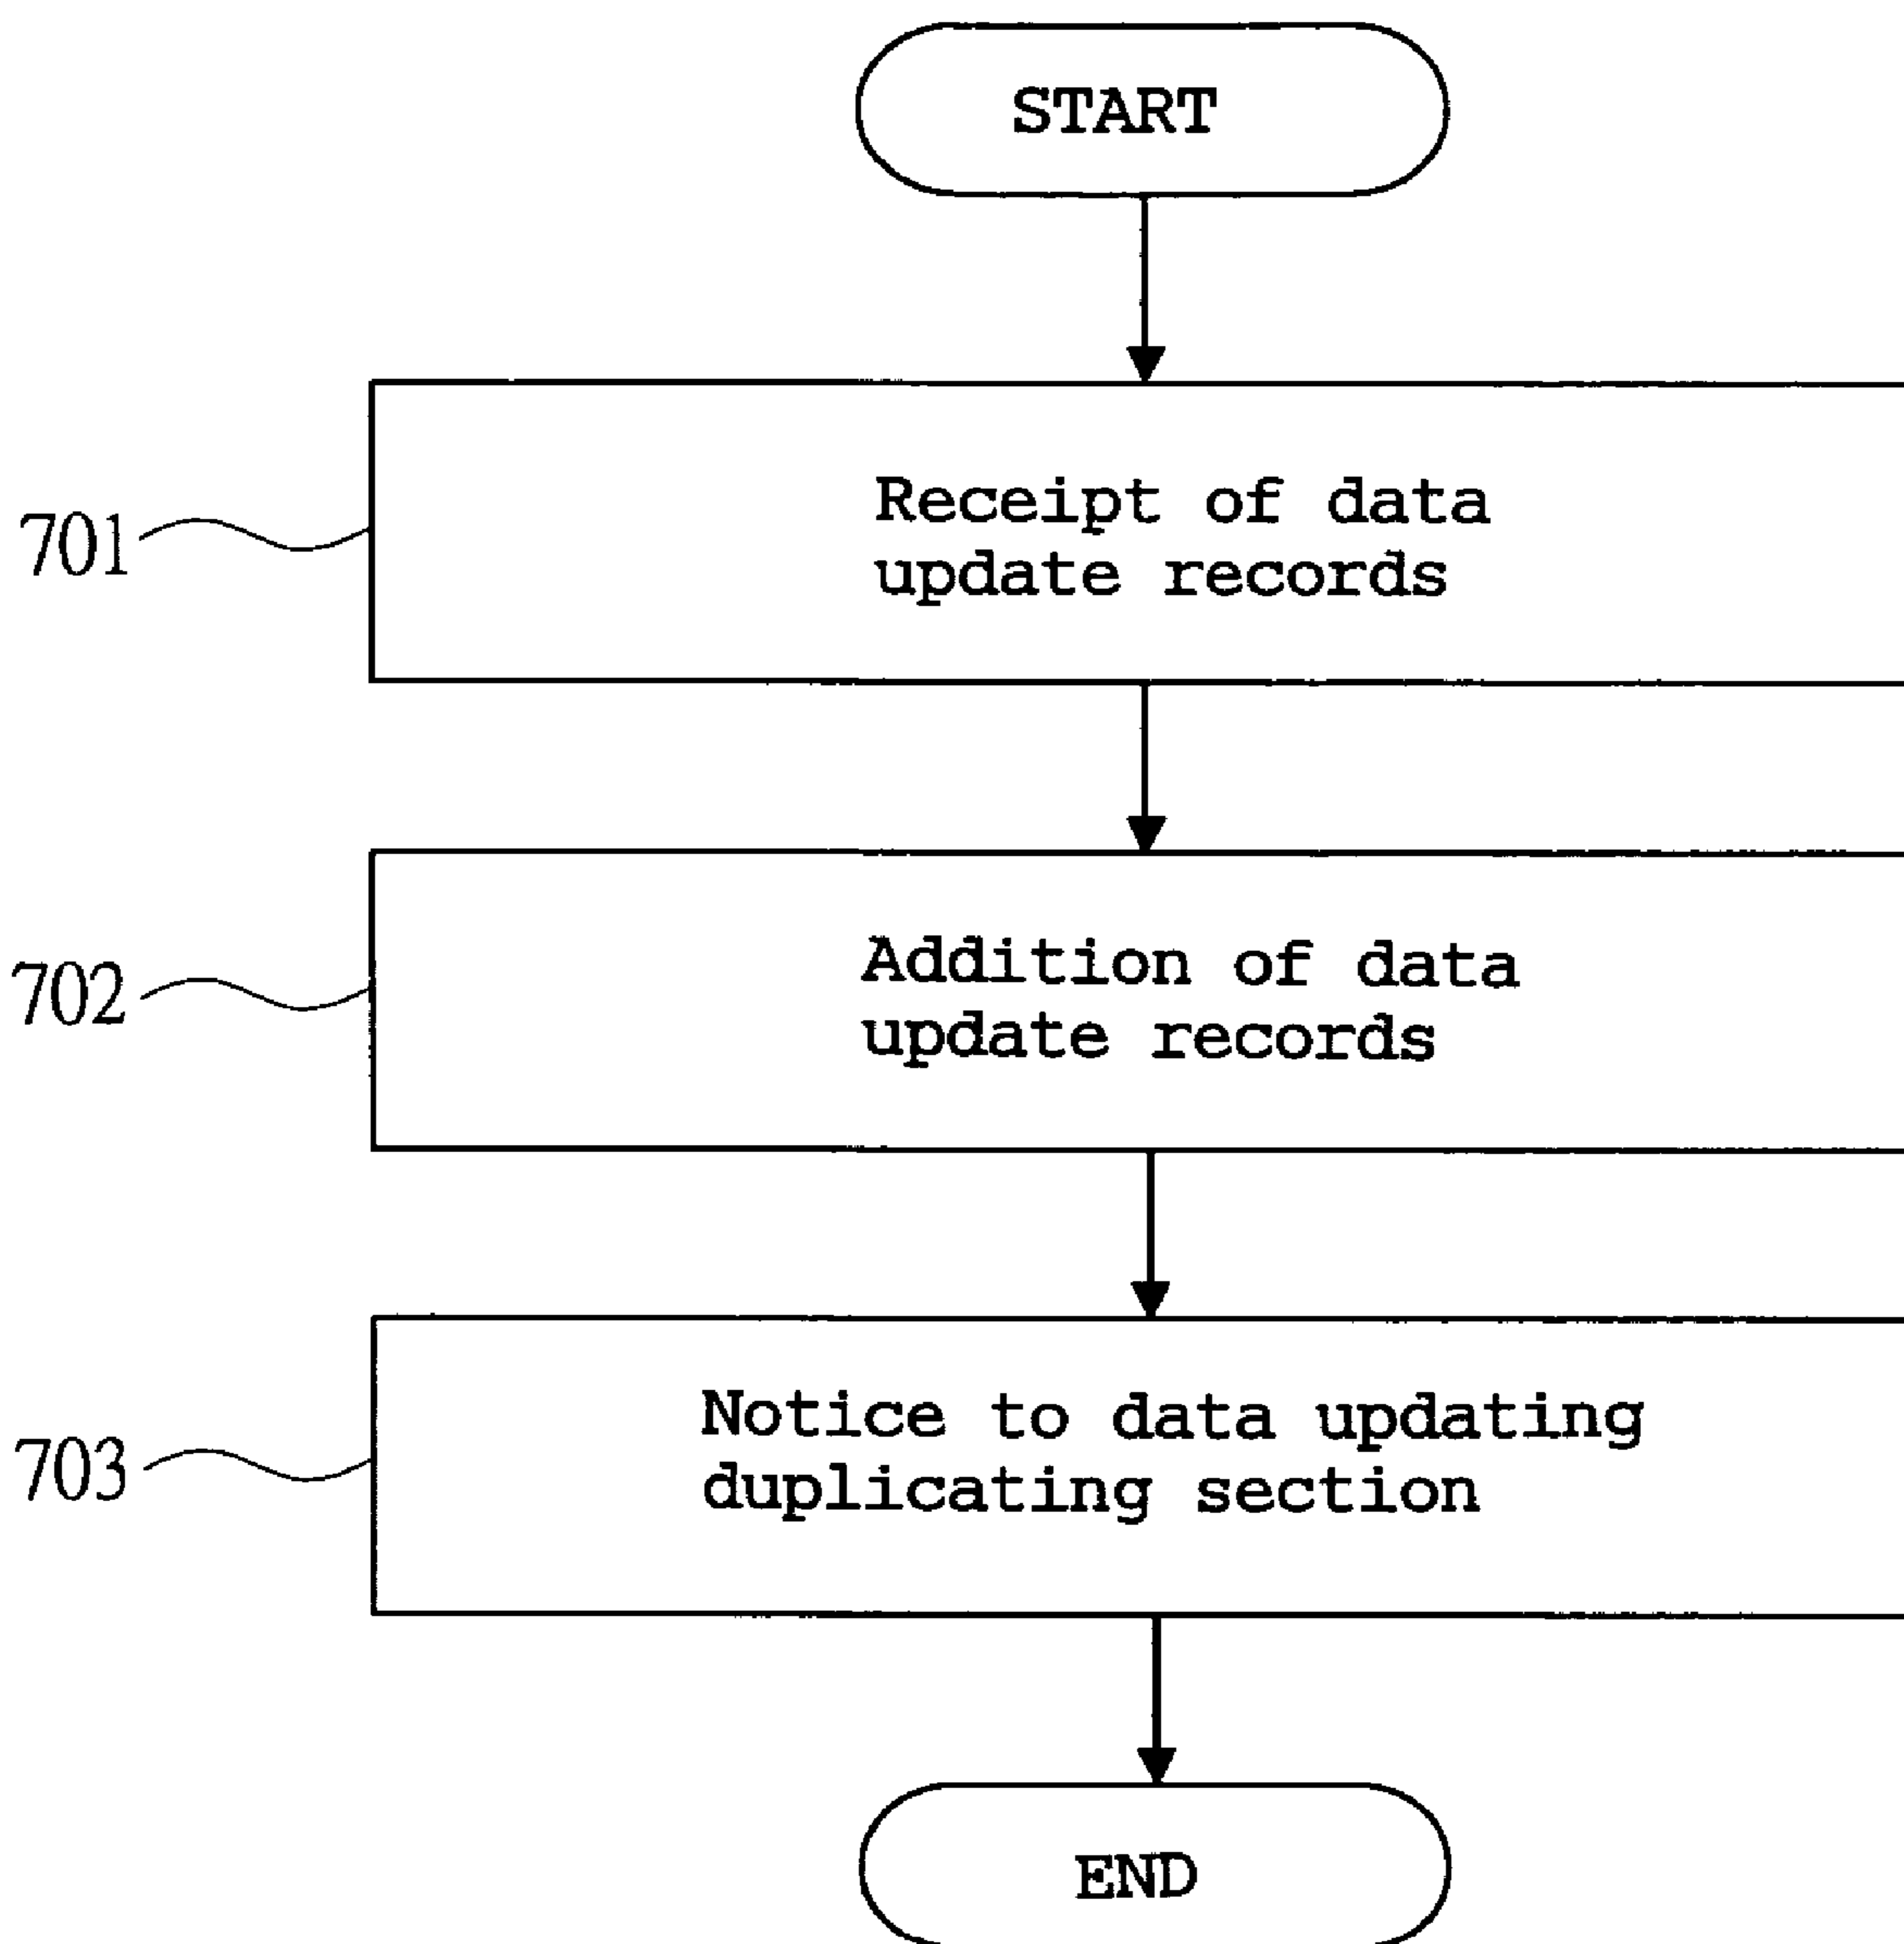 START
701
Receipt of data
update records
702
Addition of data
update records
703
Notice to data updating
duplicating section
END